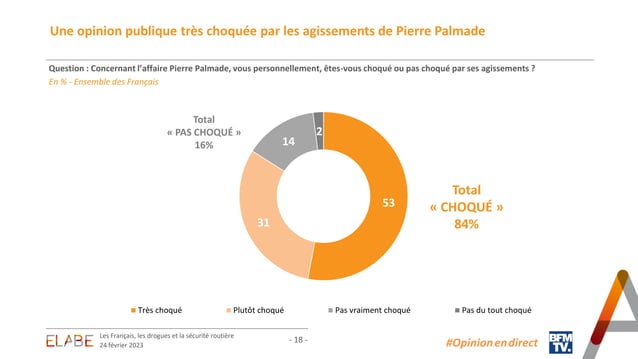 Une opinion publique très choquée par les agissements de Pierre Palmade
Question : Concernant l'affaire Pierre Palmade, vous personnellement, êtes-vous choqué ou pas choqué par ses agissements ?
En % - Ensemble des Français
Total
« PAS CHOQUÉ »
16%
2
14
53
31
Total
« CHOQUÉ »
84%
Très choqué Plutôt choqué Pas vraiment choqué Pas du tout choqué
ELABE
Les Français, les drogues et la sécurité routière
24 février 2023
- 18 -
#Opinion en direct
BFM
TV.